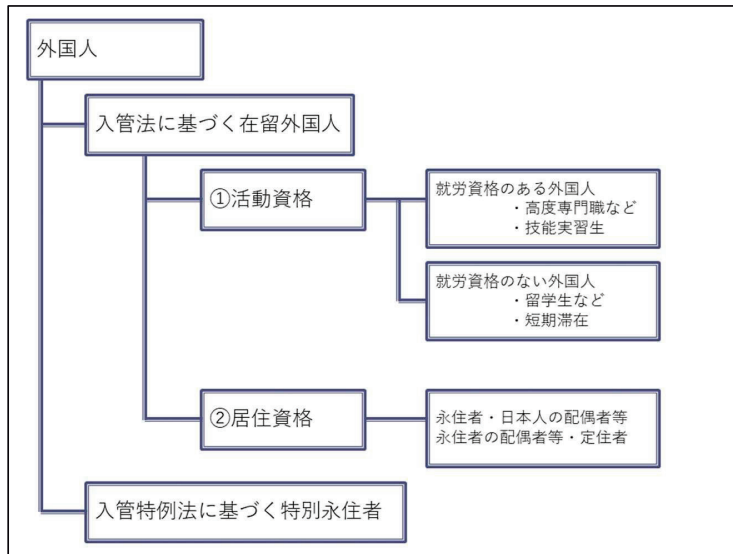 外国人
入管法に基づく在留外国人
①活動資格
就労資格のある外国人
・高度専門職など
・技能実習生
就労資格のない外国人
・留学生など
・短期滞在
②居住資格
永住者・日本人の配偶者等
永住者の配偶者等・定住者
入管特例法に基づく特別永住者